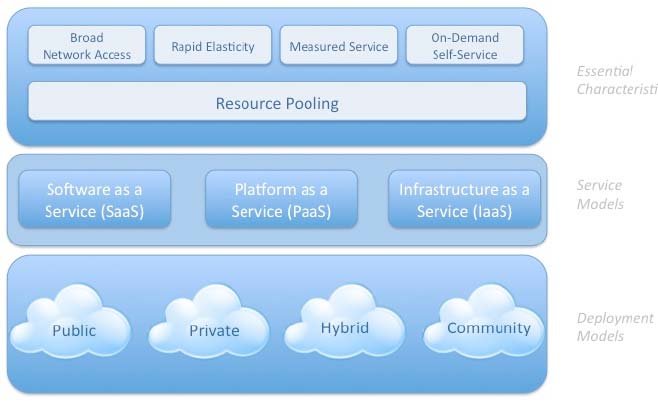 Broad
Network Access
Rapid Elasticity
Measured Service
On-Demand
Self-Service
Resource Pooling
Essential
Characteristi
Software as a
Service (SaaS)
Platform as a
Service (PaaS)
Infrastructure as a
Service (IaaS)
Service
Models
Public
Private
Hybrid
Community
Deployment
Models